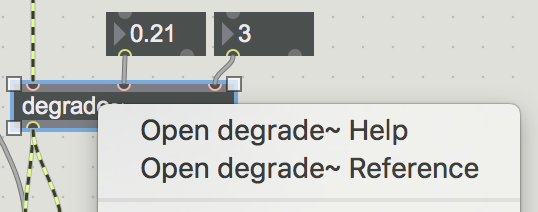 0.21 3
degrade~
Open degrade~ Help
Open degrade~ Reference